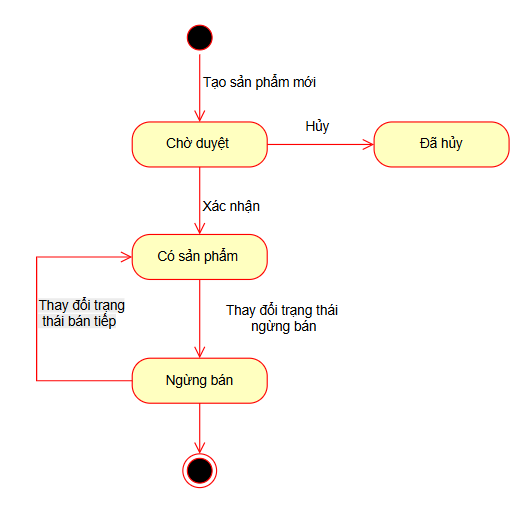 Tạo sản phẩm mới
Chờ duyệt
Hủy
Đã hủy
Xác nhận
Có sản phẩm
Thay đổi trạng
thái bán tiếp
Thay đổi trạng thái
ngừng bán
Ngừng bán